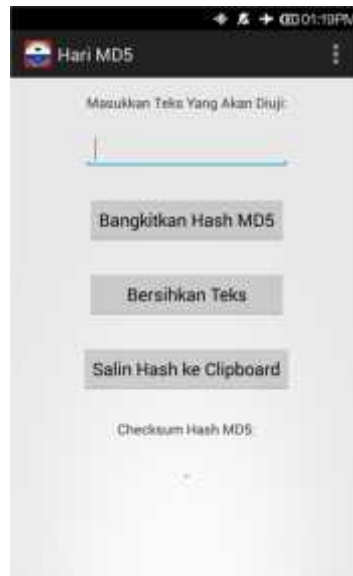 01:19PM
Hari MD5
Masukkan Teks Yang Akan Diuji:
Bangkitkan Hash MD5
Bersihkan Teks
Salin Hash ke Clipboard
Checksum Hash MD5:
-